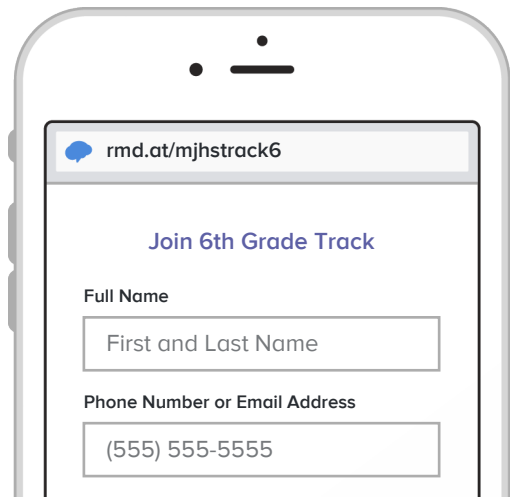 rmd.at/mjhstrack6
Join 6th Grade Track
Full Name
First and Last Name
Phone Number or Email Address
(555) 555-5555